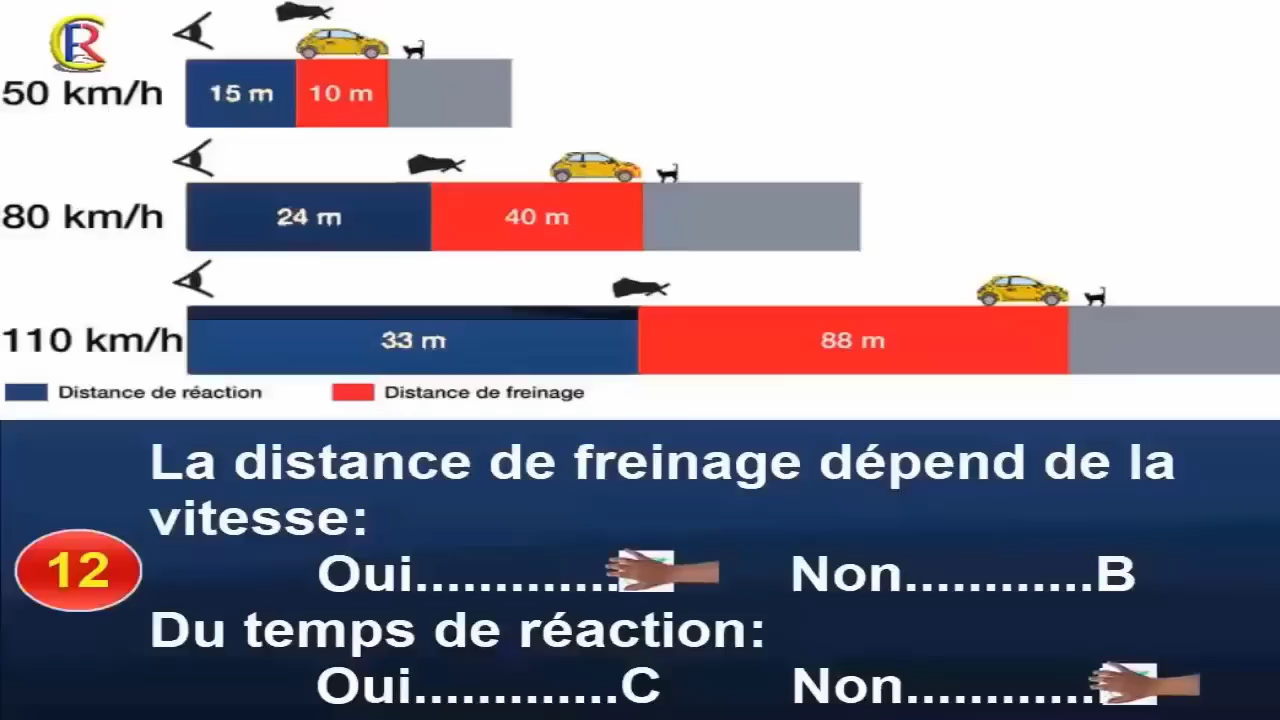 50 km/h
15 m
10 m
80 km/h
24 m
40 m
110 km/h
33 m
88 m
Distance de réaction
Distance de freinage
La distance de freinage dépend de la
vitesse:
12
Oui............. Non............B
Du temps de réaction:
Oui.............C Non............